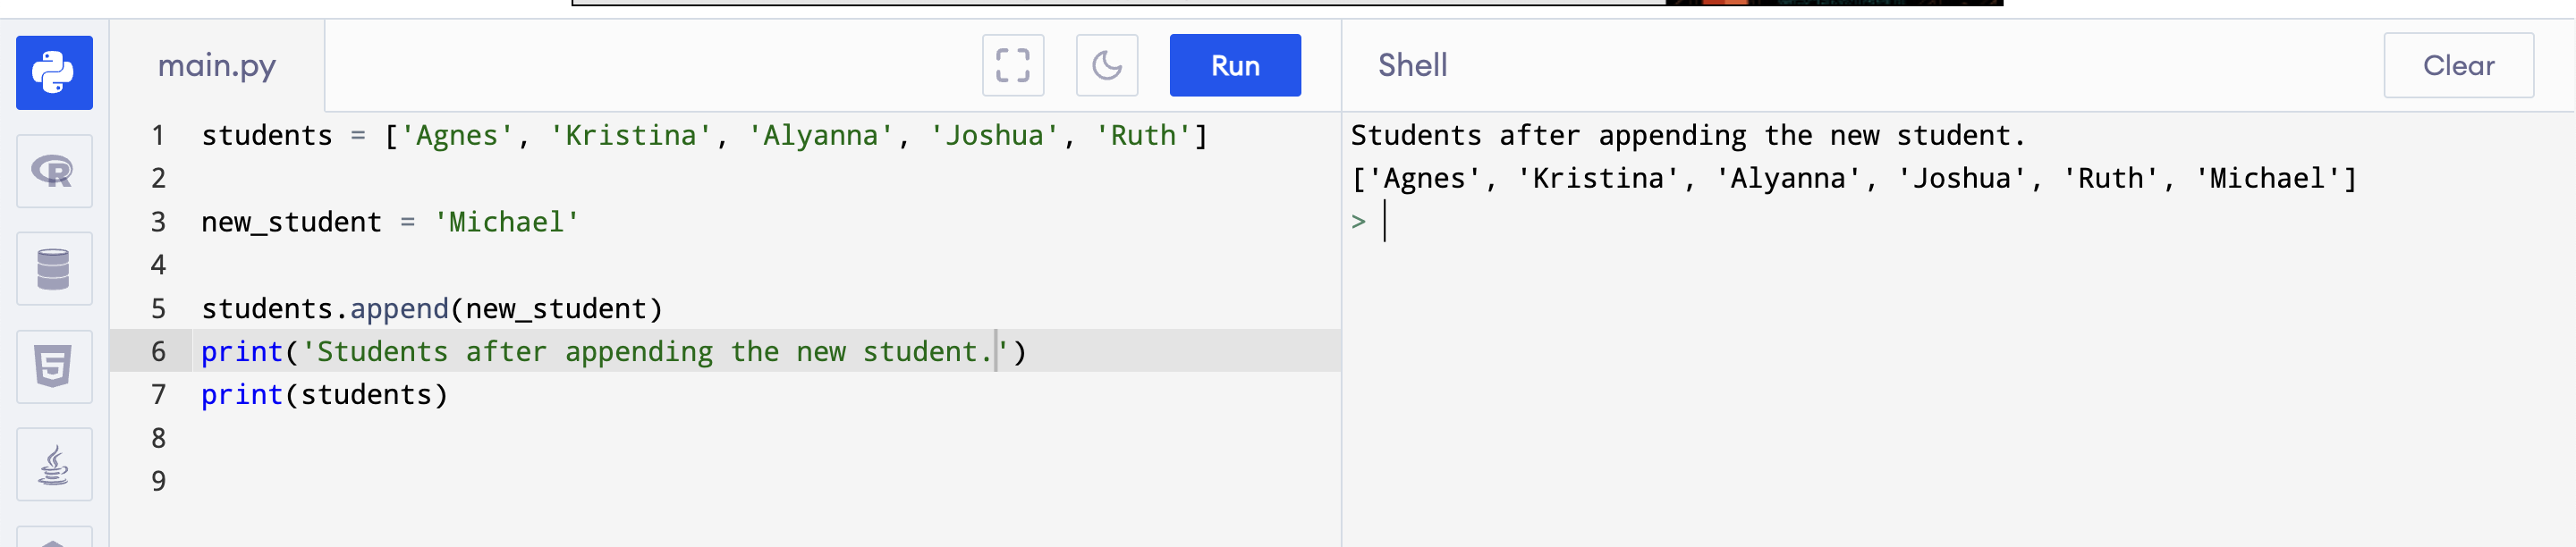 main.py
Run
Shell
Clear
1 students = ['Agnes', 'Kristina', 'Alyanna', 'Joshua', 'Ruth']
2
3 new_student = 'Michael'
4
5 students.append(new_student)
6 print('Students after appending the new student.')
7 print(students)
8
9
Students after appending the new student.
['Agnes', 'Kristina', 'Alyanna', 'Joshua', 'Ruth', 'Michael']
>
R
5